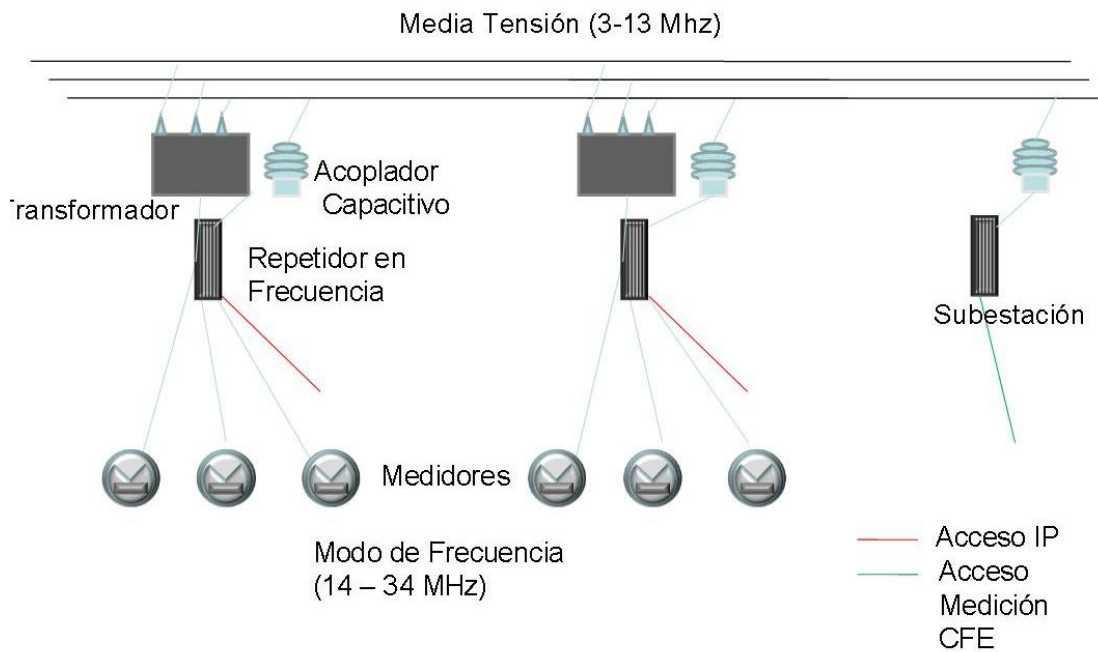 Media Tensión (3-13 Mhz)
Acoplador
Capacitivo
Transformador
Repetidor en
Frecuencia
Subestación
Medidores
Modo de Frecuencia
(14 – 34 MHz)
Acceso IP
Acceso
Medición
CFE